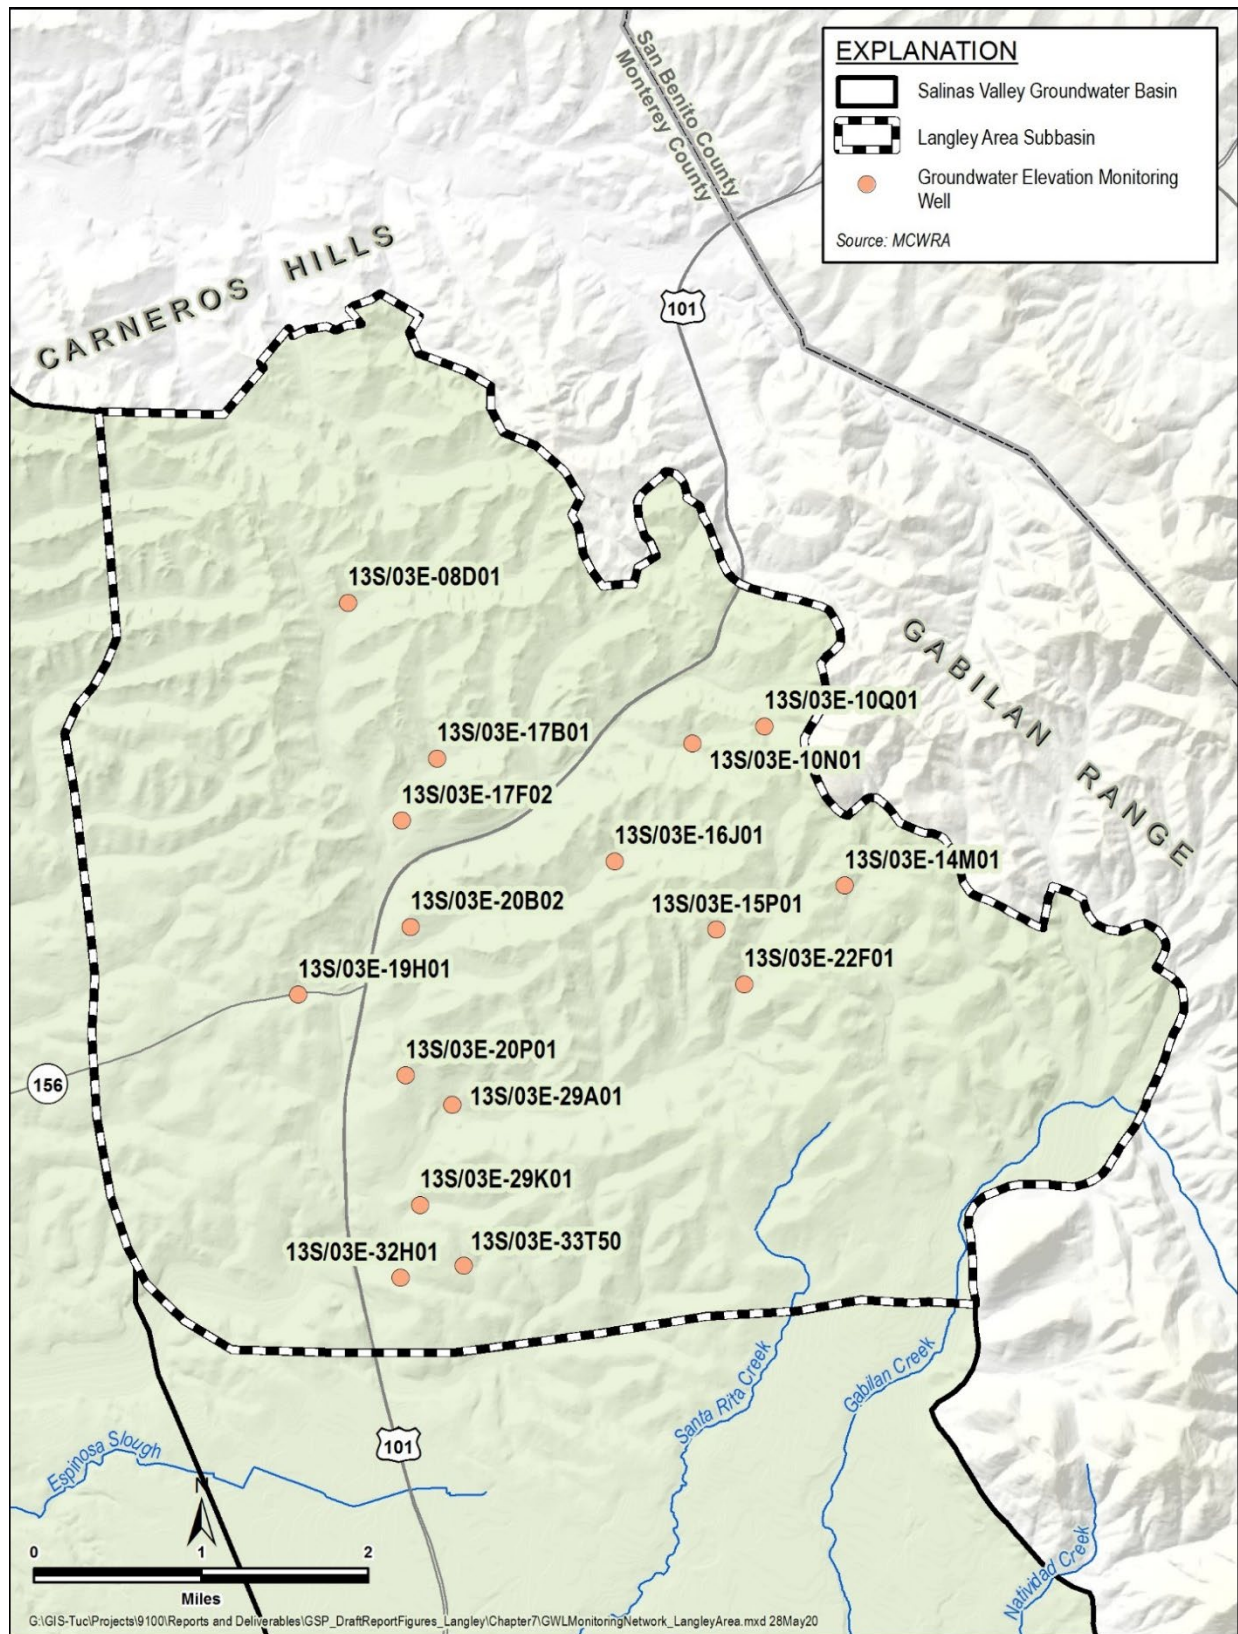 San Benito County
Monterey County
EXPLANATION
Salinas Valley Groundwater Basin
Langley Area Subbasin
Groundwater Elevation Monitoring
Well
Source: MCWRA
CARNEROS HILLS
101
13S/03E-08D01
GABILAN RANGE
13S/03E-10Q01
13S/03E-17B01
13S/03E-10N01
13S/03E-17F02
13S/03E-16J01
13S/03E-14M01
13S/03E-20B02
13S/03E-15P01
13S/03E-19H01
13S/03E-22F01
13S/03E-20P01
156
13S/03E-29A01
13S/03E-29K01
13S/03E-33T50
13S/03E-32H01
Santa Rita Creek
Gabilan Creek
101
Espinosa Slough
N
Natividad Creek
0 1 2
Miles
G:\GIS-Tuc\Projects\9100\Reports and Deliverables\GSP_DraftReportFigures_Langley\Chapter7\GWLMonitoringNetwork_LangleyArea.mxd 28May20